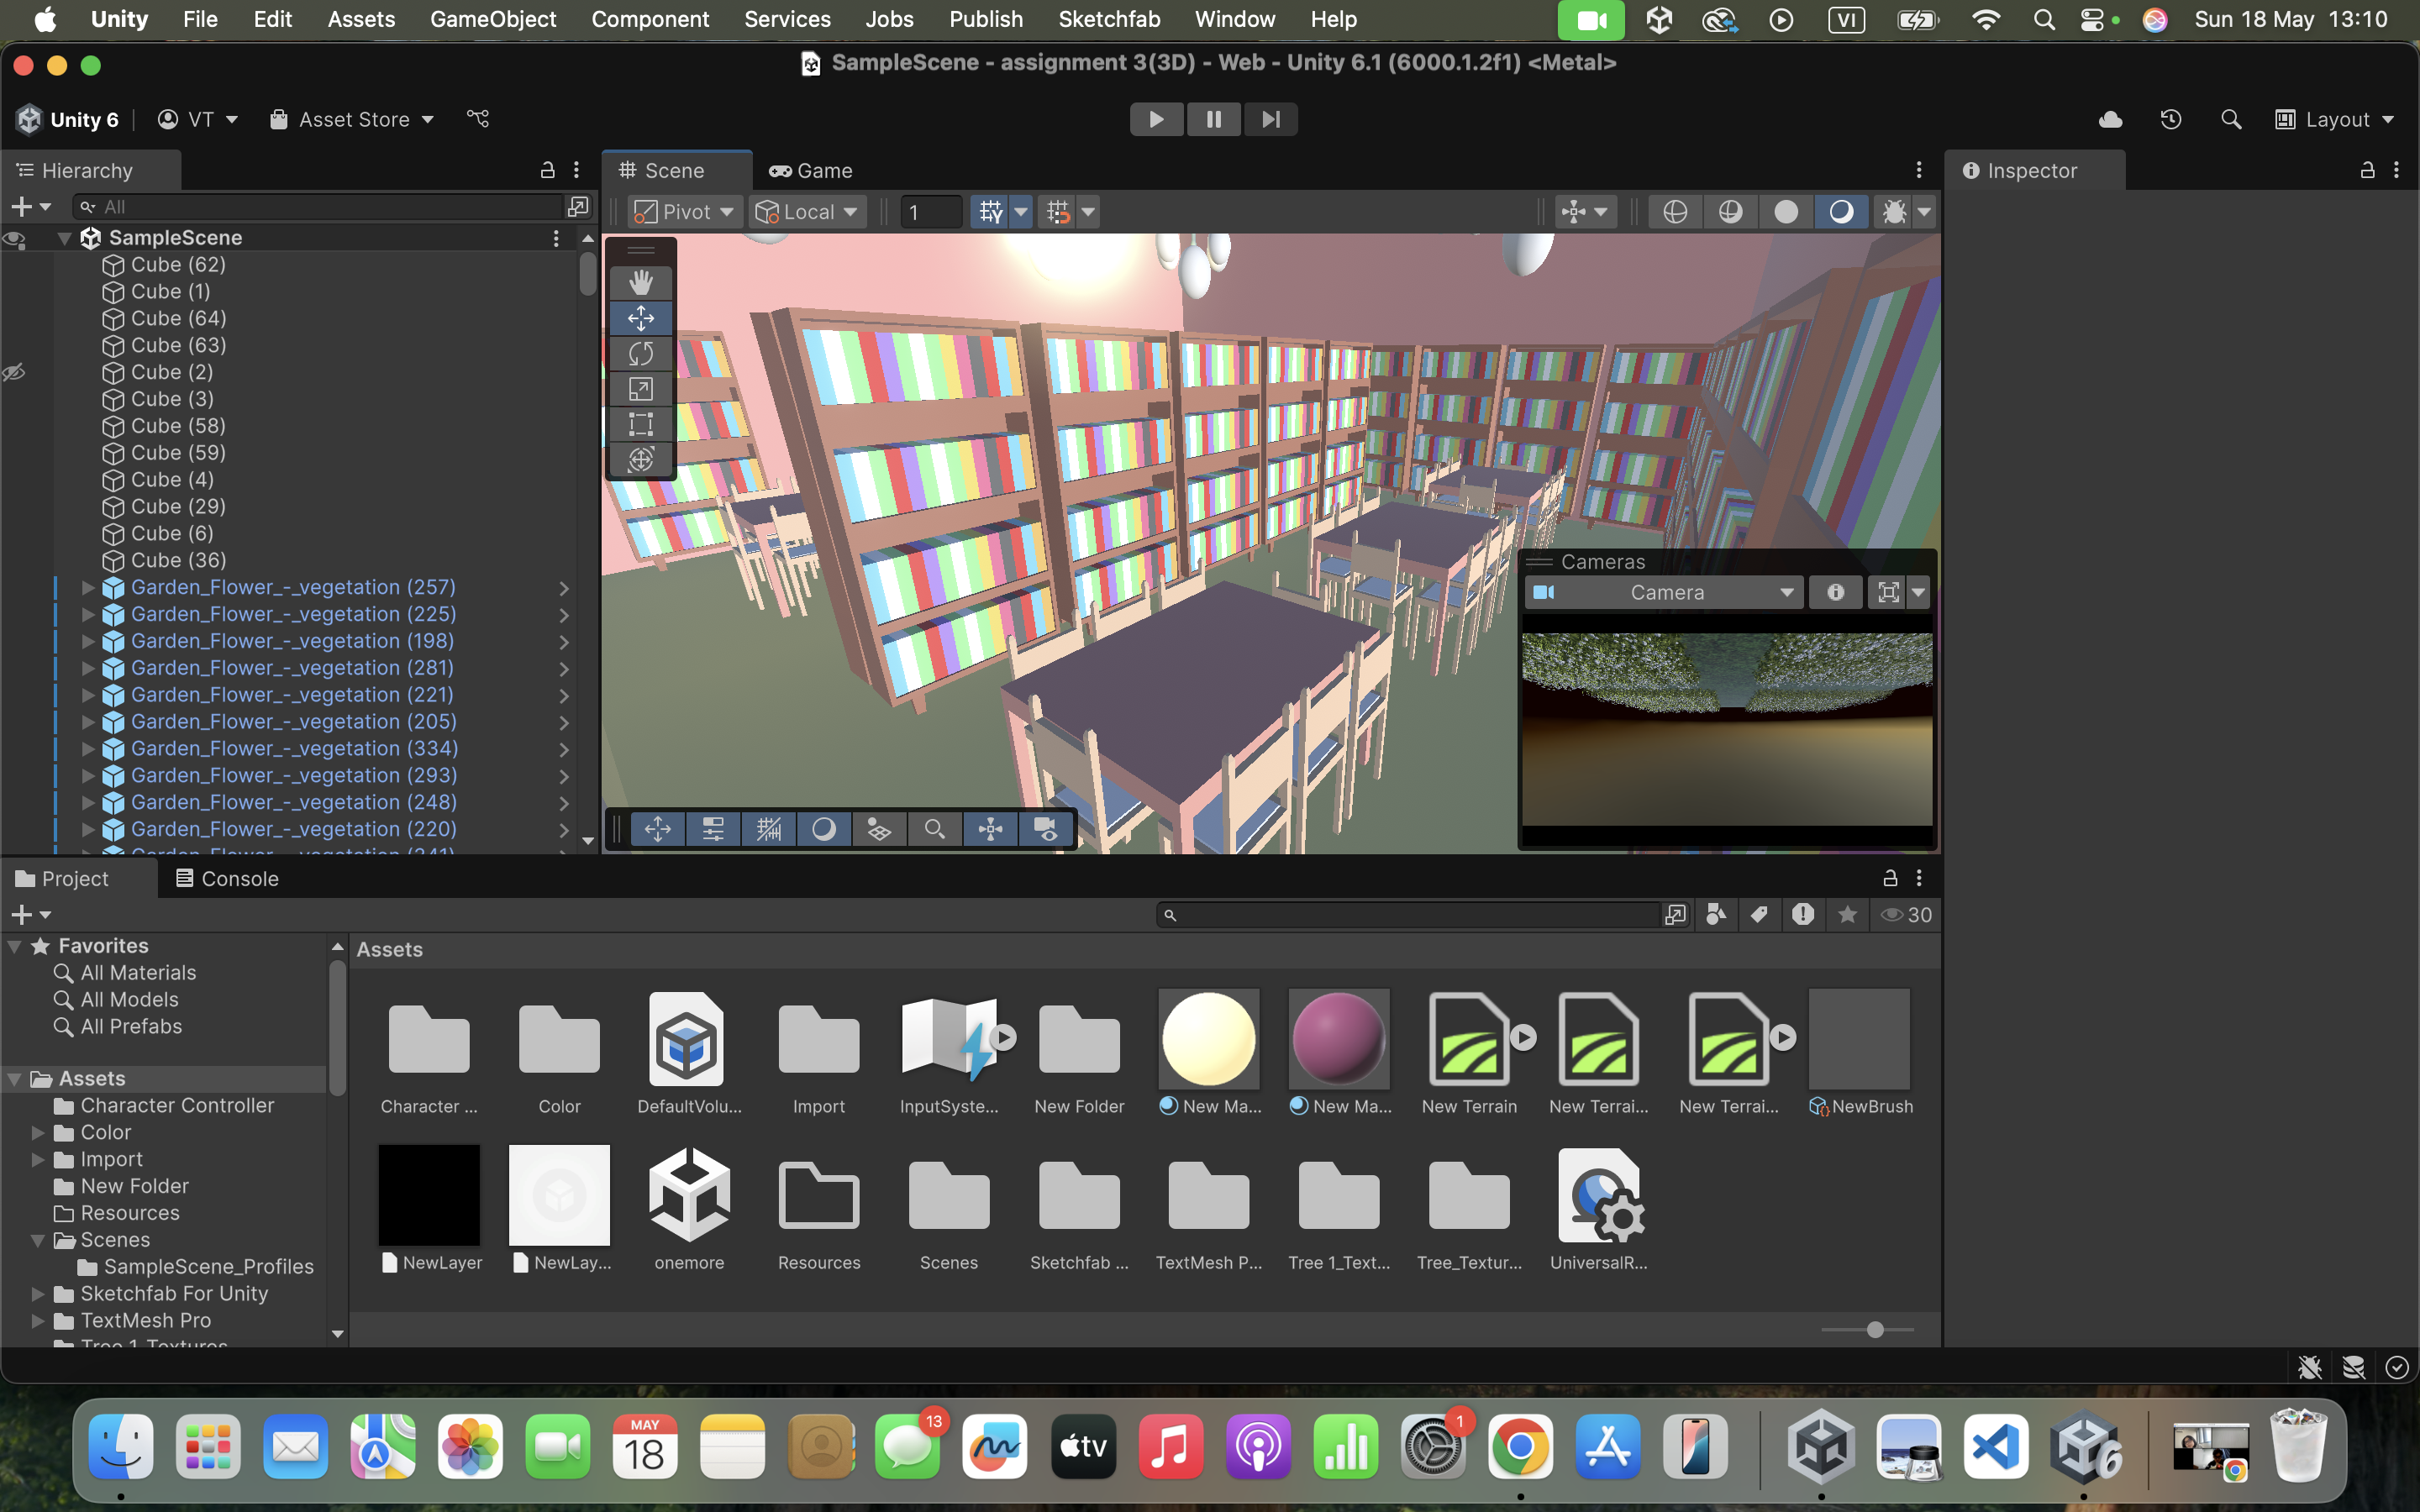 Unity File Edit Assets GameObject Component Services Jobs Publish Sketchfab Window Help VI Sun 18 May 13:10
SampleScene - assignment 3(3D) - Web - Unity 6.1 (6000.1.2f1) <Metal>
Unity 6 VT Asset Store Layout
Hierarchy
All
SampleScene
Cube (62)
Cube (1)
Cube (64)
Cube (63)
Cube (2)
Cube (3)
Cube (58)
Cube (59)
Cube (4)
Cube (29)
Cube (6)
Cube (36)
Garden_Flower_-_vegetation (257)
Garden_Flower_-_vegetation (225)
Garden_Flower_-_vegetation (198)
Garden_Flower_-_vegetation (281)
Garden_Flower_-_vegetation (221)
Garden_Flower_-_vegetation (205)
Garden_Flower_-_vegetation (334)
Garden_Flower_-_vegetation (293)
Garden_Flower_-_vegetation (248)
Garden_Flower_-_vegetation (220)
Scene Game
Pivot Local 1
Cameras
Camera
Inspector
Project Console
30
Favorites
All Materials
All Models
All Prefabs
Assets
Character Controller
Color
Import
New Folder
Resources
Scenes
SampleScene_Profiles
Sketchfab For Unity
TextMesh Pro
Tree 1 Textures
Assets
Character ... Color DefaultVolu... Import InputSyste... New Folder New Ma... New Ma... New Terrain New Terrai... New Terrai... NewBrush
NewLayer NewLay... onemore Resources Scenes Sketchfab ... TextMesh P... Tree 1_Text... Tree_Textur... UniversalR...
MAY
18
13
tv
1
6